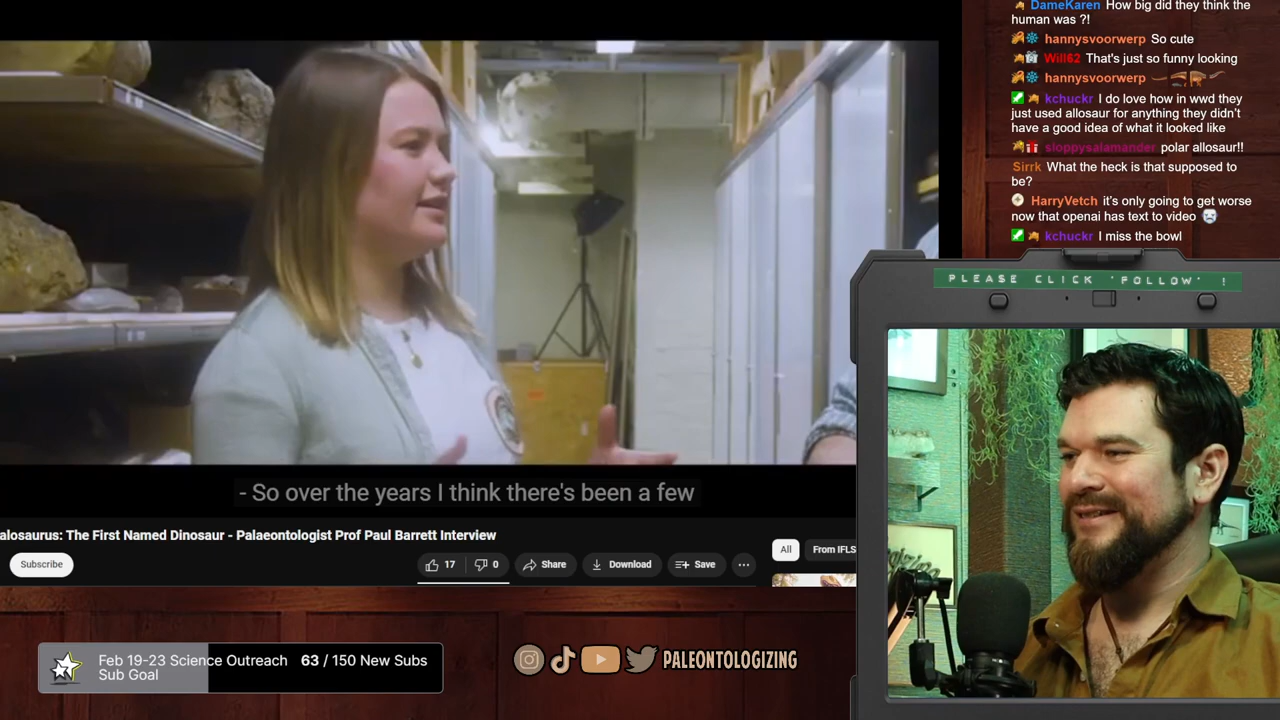 DameKaren How big did they think the
human was ?!
hannysvoorwerp So cute
Will62 That's just so funny looking
hannysvoorwerp
kchuckr I do love how in wwd they
just used allosaur for anything they didn't
have a good idea of what it looked like
sloppysalamander polar allosaur!!
Sirrk What the heck is that supposed to
be?
HarryVetch it's only going to get worse
now that openai has text to video
kchuckr I miss the bowl
PLEASE CLICK 'FOLLOW' !
- So over the years I think there's been a few
alosaurus: The First Named Dinosaur - Palaeontologist Prof Paul Barrett Interview
Subscribe
17
0
Share
Download
Save
All
From IFLS
Feb 19-23 Science Outreach
Sub Goal
63 / 150 New Subs
PALEONTOLOGIZING